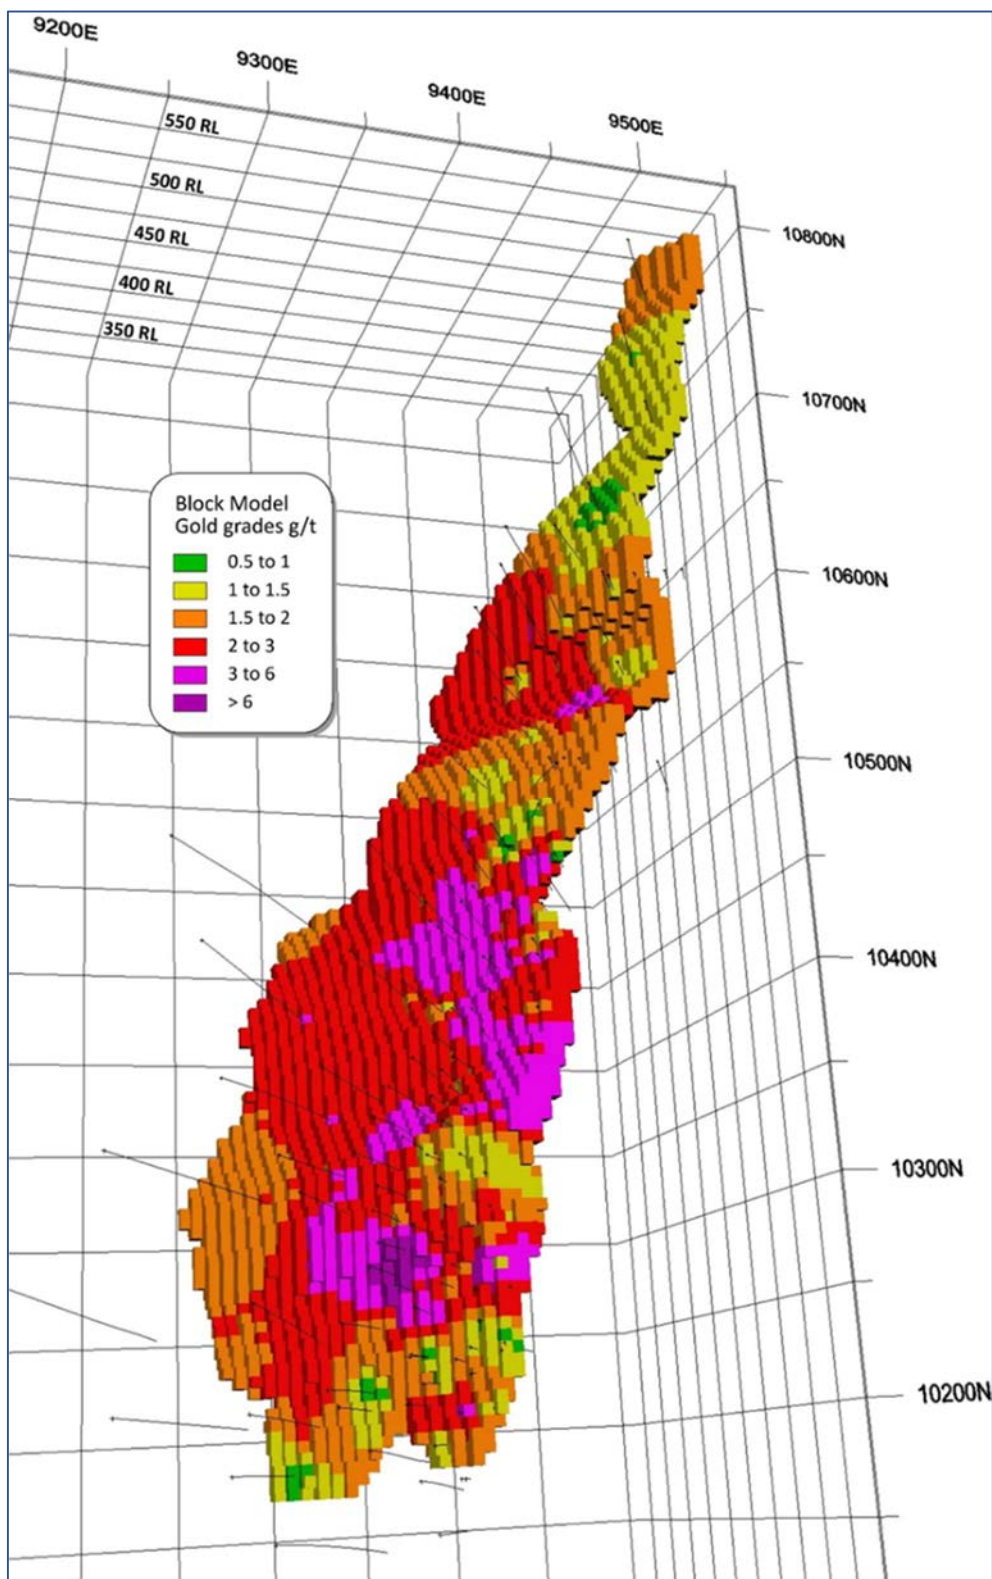 9200E
9300E
9400E
9500E
550 RL
500 RL
450 RL
400 RL
350 RL
10800N
10700N
10600N
10500N
10400N
10300N
10200N
Block Model
Gold grades g/t
0.5 to 1
1 to 1.5
1.5 to 2
2 to 3
3 to 6
> 6